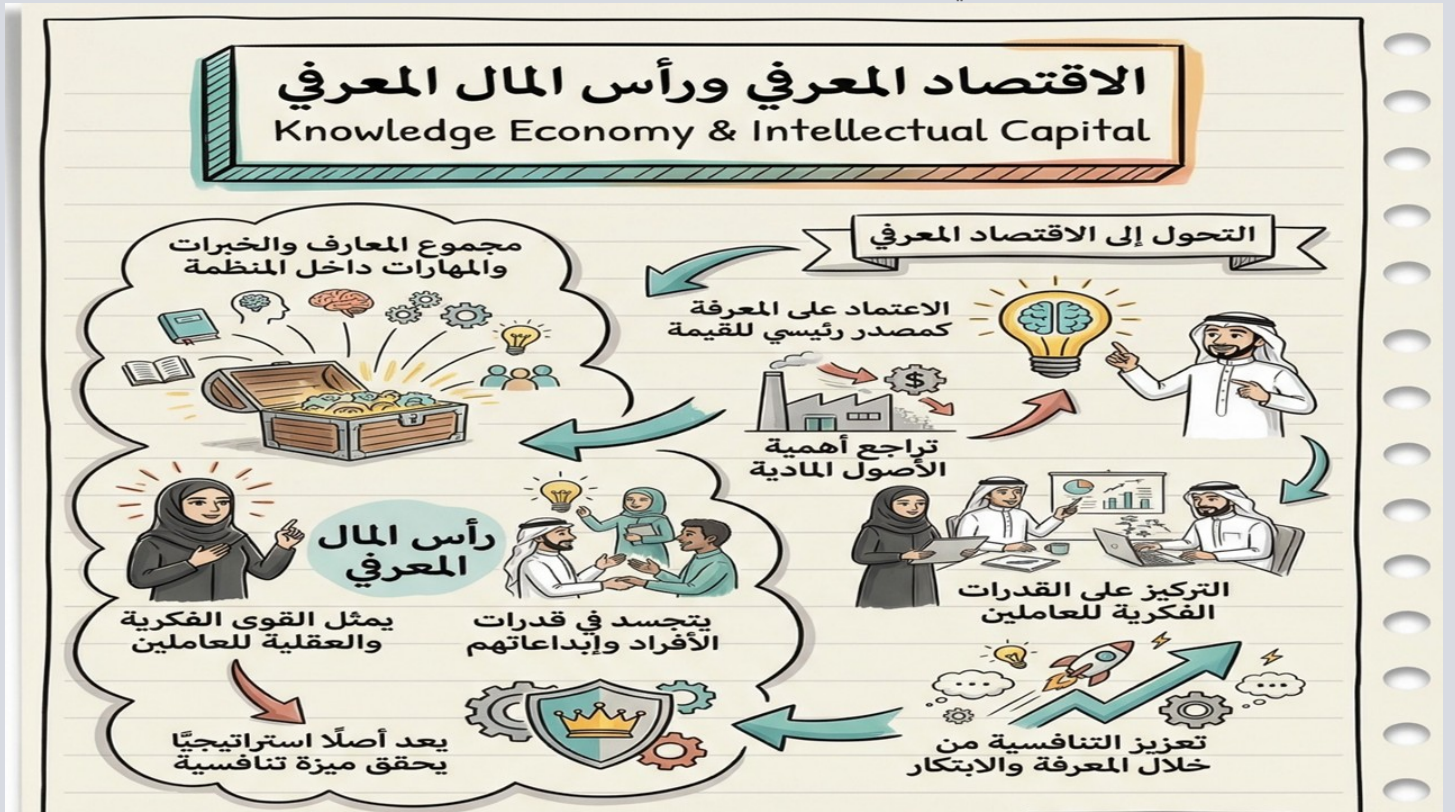 الاقتصاد المعرفي ورأس المال المعرفي
Knowledge Economy & Intellectual Capital
التحول إلى الاقتصاد المعرفي
الاعتماد على المعرفة
كمصدر رئيسي للقيمة
$
تراجع أهمية
الأصول المادية
التركيز على القدرات
الفكرية للعاملين
تعزيز التنافسية من
خلال المعرفة والابتكار
مجموع المعارف والخبرات
والمهارات داخل المنظمة
رأس المال
المعرفي
يتجسد في قدرات
الأفراد وإبداعاتهم
يمثل القوى الفكرية
والعقلية للعاملين
يعد أصلًا استراتيجيًّا
يحقق ميزة تنافسية